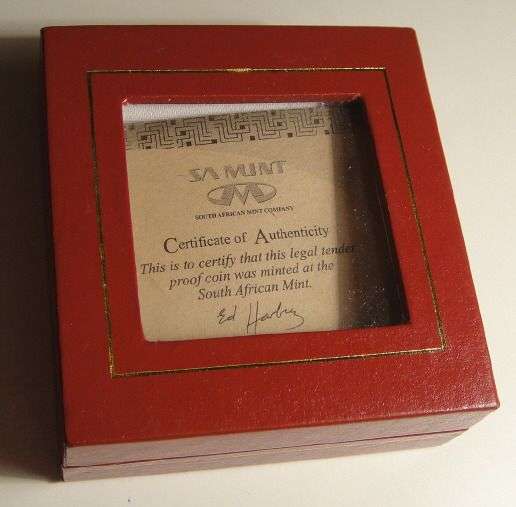 SA MINT
SOUTH AFRICAN MINT COMPANY
Certificate of Authenticity
This is to certify that this legal tender
proof coin was minted at the
South African Mint.
Ed